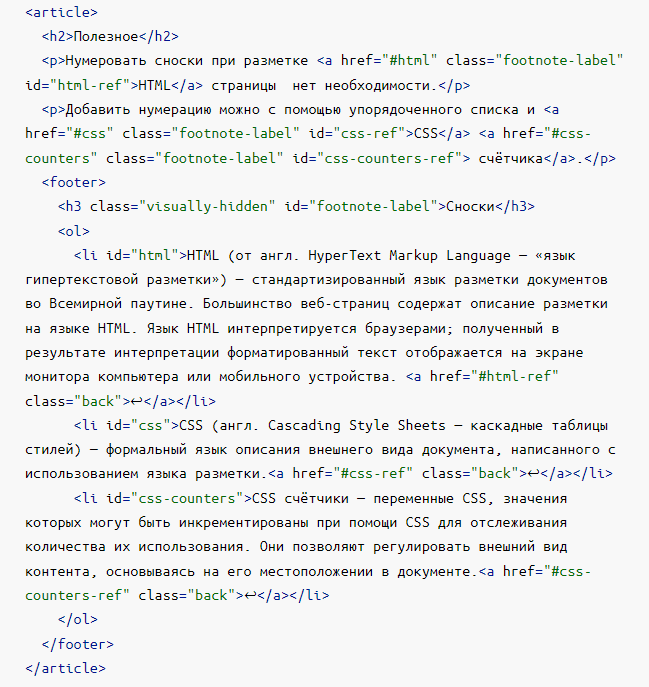 <article>
<h2>Полезное</h2>
<p>Нумеровать сноски при разметке <a href="#html" class="footnote-label"
id="html-ref">HTML</a> страницы  нет необходимости.</p>
<p>Добавить нумерацию можно с помощью упорядоченного списка и <a
href="#css" class="footnote-label" id="css-ref">CSS</a> <a href="#css-
counters" class="footnote-label" id="css-counters-ref"> счётчика</a>.</p>
<footer>
<h3 class="visually-hidden" id="footnote-label">Сноски</h3>
<ol>
<li id="html">HTML (от англ. HyperText Markup Language — «язык
гипертекстовой разметки») — стандартизированный язык разметки документов
во Всемирной паутине. Большинство веб-страниц содержат описание разметки
на языке HTML. Язык HTML интерпретируется браузерами; полученный в
результате интерпретации форматированный текст отображается на экране
монитора компьютера или мобильного устройства. <a href="#html-ref"
class="back">↩</a></li>
<li id="css">CSS (англ. Cascading Style Sheets — каскадные таблицы
стилей) — формальный язык описания внешнего вида документа, написанного с
использованием языка разметки.<a href="#css-ref" class="back">↩</a></li>
<li id="css-counters">CSS счётчики — переменные CSS, значения
которых могут быть инкрементированы при помощи CSS для отслеживания
количества их использования. Они позволяют регулировать внешний вид
контента, основываясь на его местоположении в документе.<a href="#css-
counters-ref" class="back">↩</a></li>
</ol>
</footer>
</article>